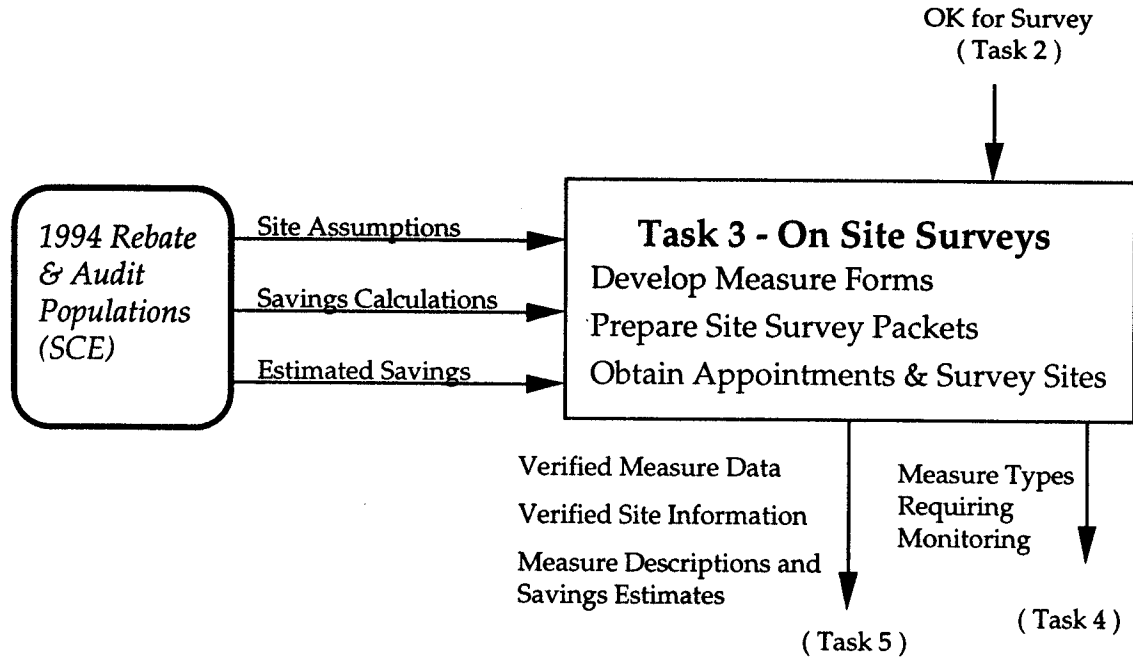 OK for Survey
( Task 2 )
1994 Rebate
& Audit
Populations
(SCE)
Site Assumptions
Savings Calculations
Estimated Savings
Task 3 - On Site Surveys
Develop Measure Forms
Prepare Site Survey Packets
Obtain Appointments & Survey Sites
Verified Measure Data
Verified Site Information
Measure Descriptions and
Savings Estimates
Measure Types
Requiring
Monitoring
( Task 5 )
( Task 4 )